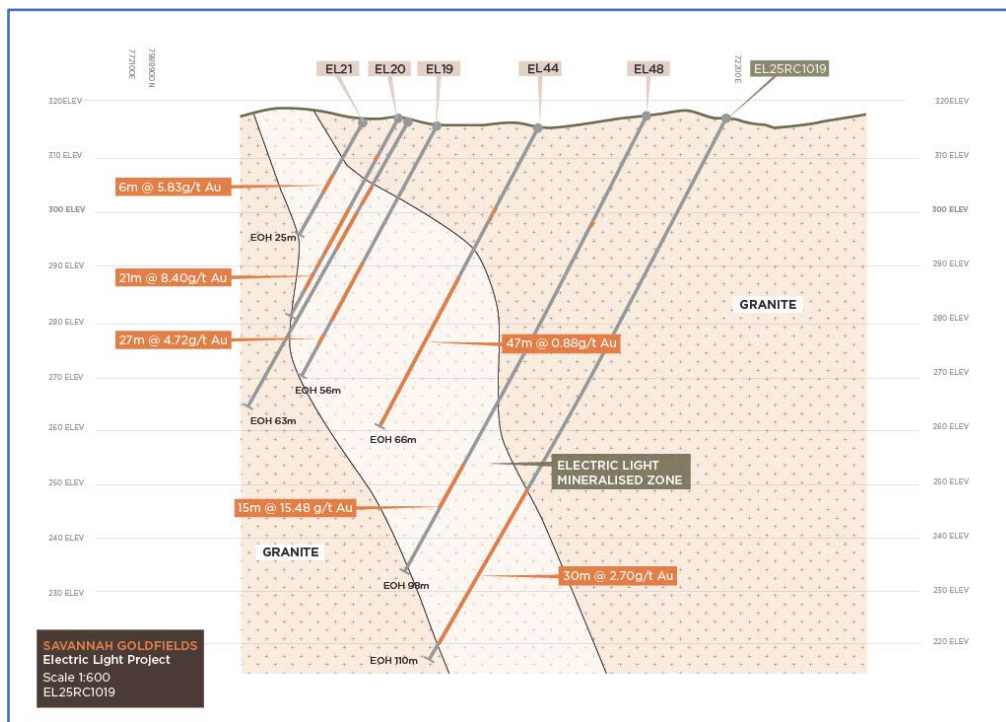 772100E
7988900 N
EL21
EL20
EL19
EL44
EL48
72200 E
EL25RC1019
320ELEV
320ELEV
310 ELEV
310 ELEV
6m @ 5.83g/t Au
300 ELEV
300 ELEV
EOH 25m
290 ELEV
290 ELEV
21m @ 8.40g/t Au
GRANITE
280 ELEV
280 ELEV
27m @ 4.72g/t Au
47m @ 0.88g/t Au
270 ELEV
270 ELEV
EOH 56m
EOH 63m
260 ELEV
260 ELEV
EOH 66m
ELECTRIC LIGHT
MINERALISED ZONE
250 ELEV
250 ELEV
15m @ 15.48 g/t Au
240 ELEV
240 ELEV
GRANITE
30m @ 2.70g/t Au
EOH 98m
230 ELEV
230 ELEV
220 ELEV
EOH 110m
SAVANNAH GOLDFIELDS
Electric Light Project
Scale 1:600
EL25RC1019